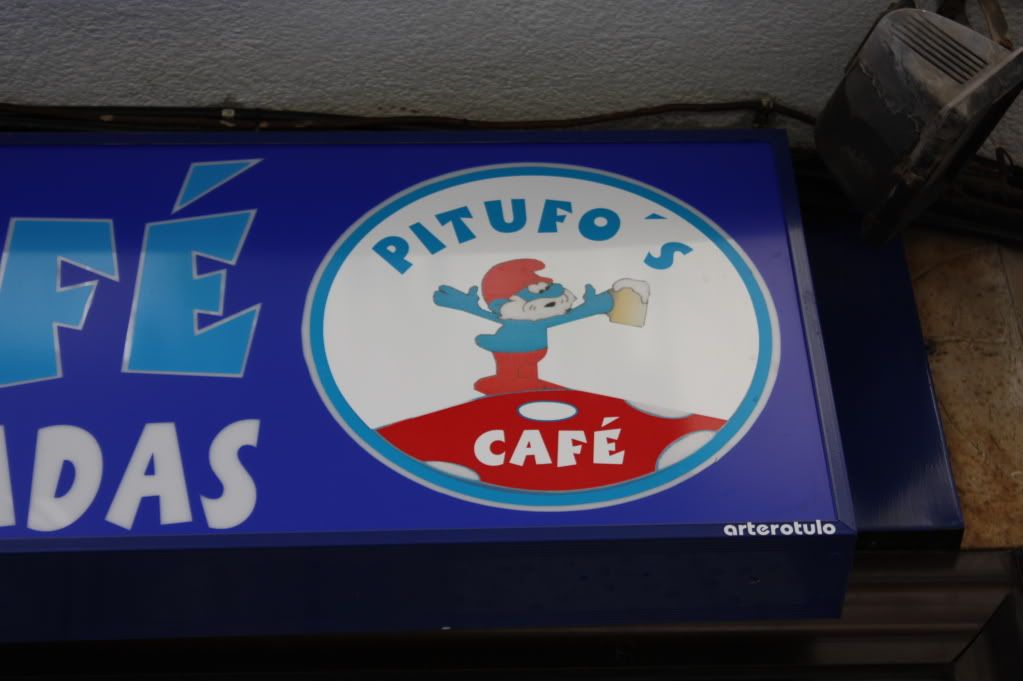 FÉ
ADAS
PITUFO´S
CAFÉ
arterotulo